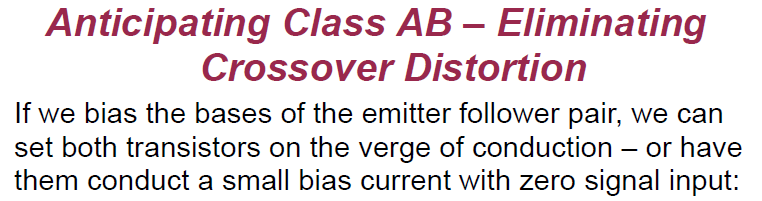 Anticipating Class AB – Eliminating
Crossover Distortion
If we bias the bases of the emitter follower pair, we can
set both transistors on the verge of conduction – or have
them conduct a small bias current with zero signal input: